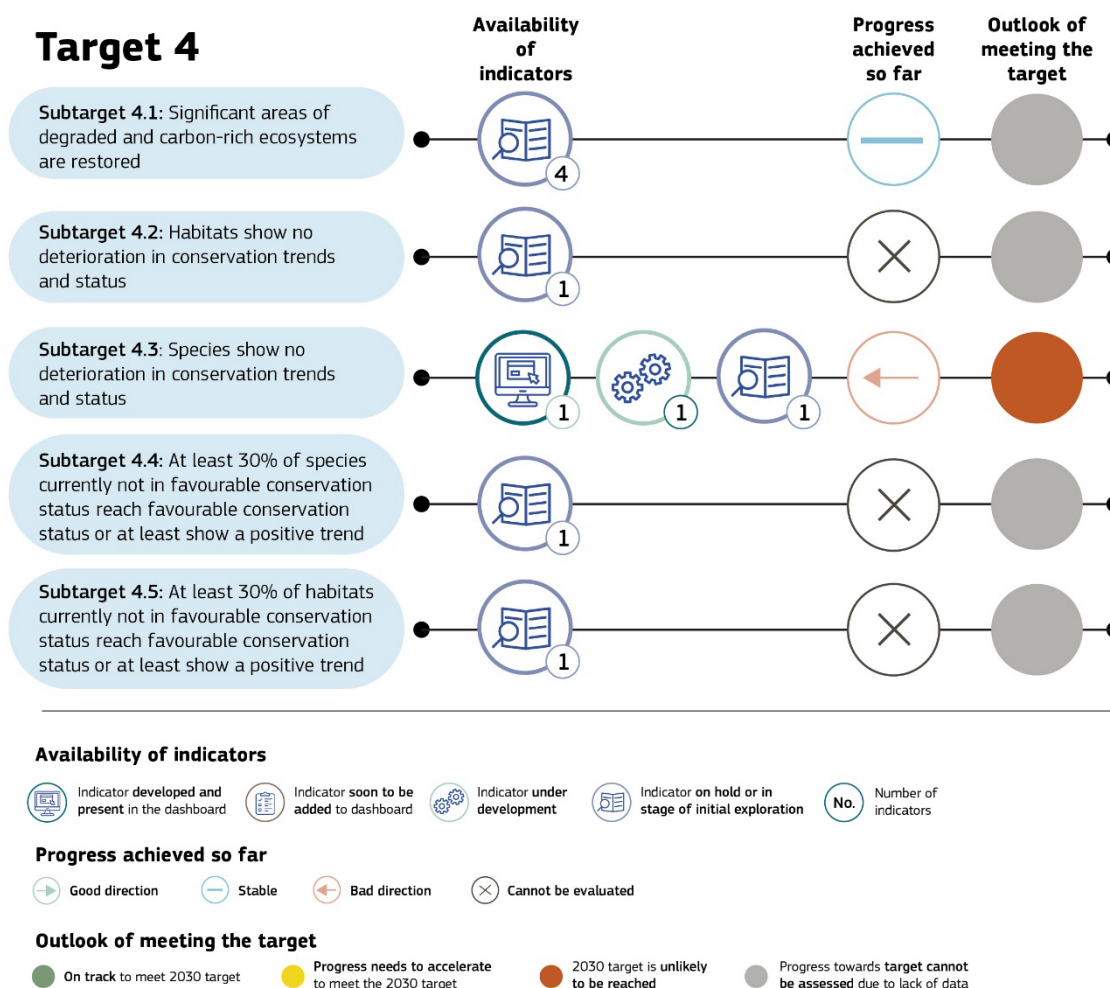 Target 4
Availability
of
indicators
Progress
achieved
so far
Outlook of
meeting the
target
Subtarget 4.1: Significant areas of
degraded and carbon-rich ecosystems
are restored
4
Subtarget 4.2: Habitats show no
deterioration in conservation trends
and status
1
Subtarget 4.3: Species show no
deterioration in conservation trends
and status
1
1
1
Subtarget 4.4: At least 30% of species
currently not in favourable conservation
status reach favourable conservation
status or at least show a positive trend
1
Subtarget 4.5: At least 30% of habitats
currently not in favourable conservation
status reach favourable conservation
status or at least show a positive trend
1
Availability of indicators
Indicator developed and
present in the dashboard
Indicator soon to be
added to dashboard
Indicator under
development
Indicator on hold or in
stage of initial exploration
No.
Number of
indicators
Progress achieved so far
Good direction
Stable
Bad direction
Cannot be evaluated
Outlook of meeting the target
On track to meet 2030 target
Progress needs to accelerate
to meet the 2030 target
2030 target is unlikely
to be reached
Progress towards target cannot
be assessed due to lack of data